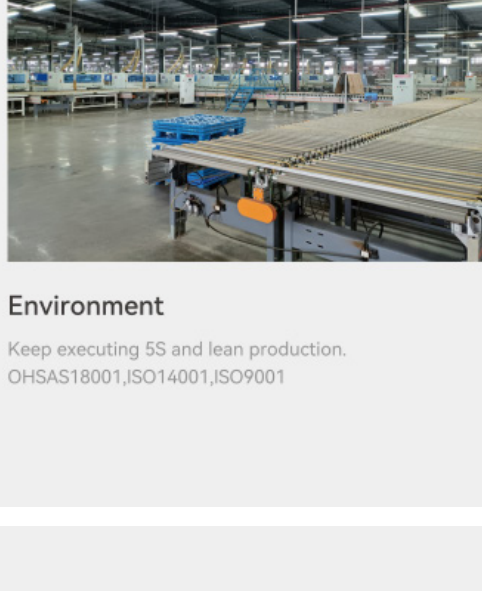 Environment
Keep executing 5S and lean production.
OHSAS18001,ISO14001,ISO9001